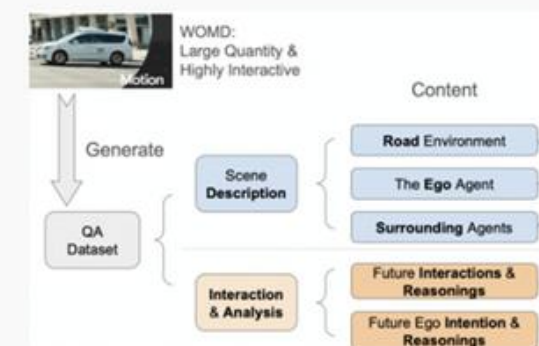 WOMD:
Large Quantity &
Highly Interactive
Motion
Content
Generate
Road Environment
Scene
Description
The Ego Agent
QA
Dataset
Surrounding Agents
Interaction
& Analysis
Future Interactions &
Reasonings
Future Ego Intention &
Reasonings